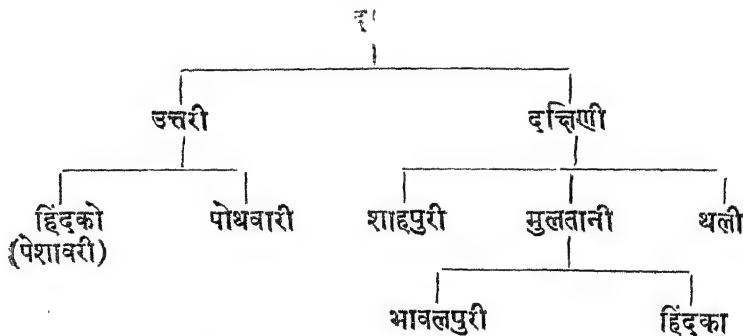 उत्तरी दक्षिणी
हिंदको पोथवारी शाहपुरी मुलतानी थली
(पेशावरी)
भावलपुरी हिंदका